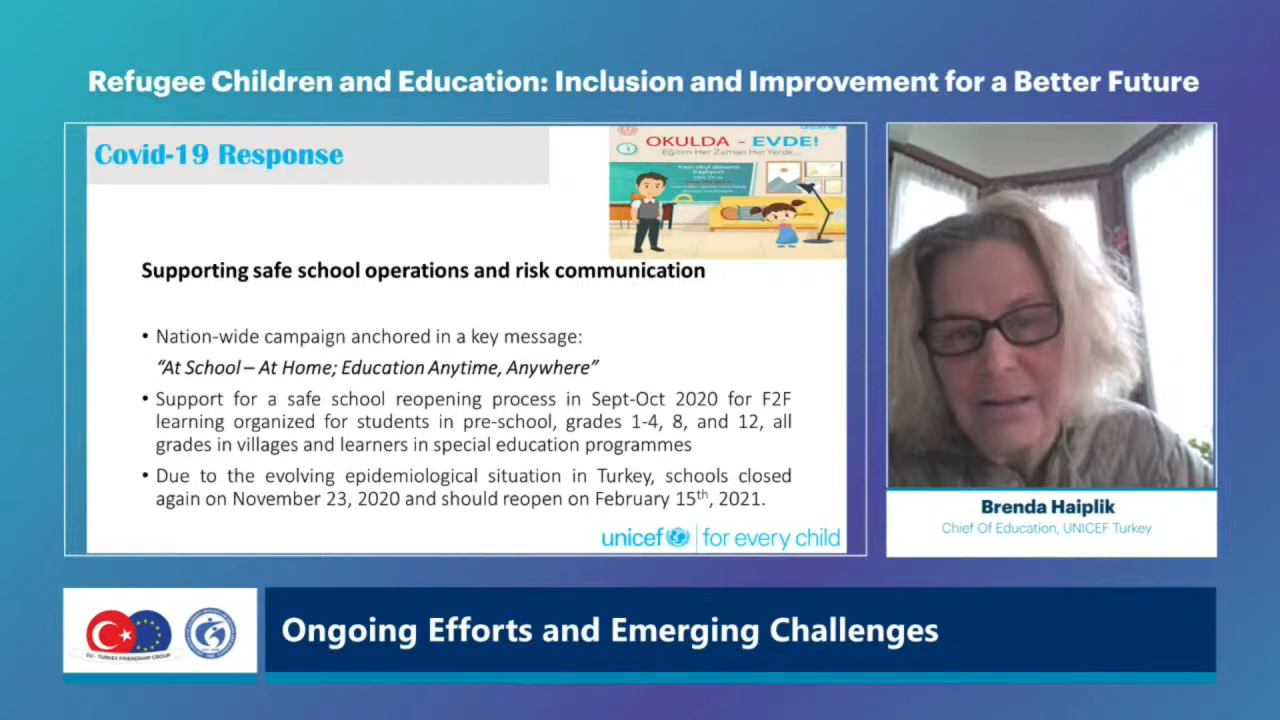 Refugee Children and Education: Inclusion and Improvement for a Better Future
Covid-19 Response
OKULDA - EVDE!
Eğitim Her Zaman Her Yerde...
Supporting safe school operations and risk communication
• Nation-wide campaign anchored in a key message:
“At School – At Home; Education Anytime, Anywhere”
• Support for a safe school reopening process in Sept-Oct 2020 for F2F
learning organized for students in pre-school, grades 1-4, 8, and 12, all
grades in villages and learners in special education programmes
• Due to the evolving epidemiological situation in Turkey, schools closed
again on November 23, 2020 and should reopen on February 15th, 2021.
unicef for every child
Brenda Haiplik
Chief Of Education, UNICEF Turkey
EU - TURKEY FRIENDSHIP GROUP
Ongoing Efforts and Emerging Challenges